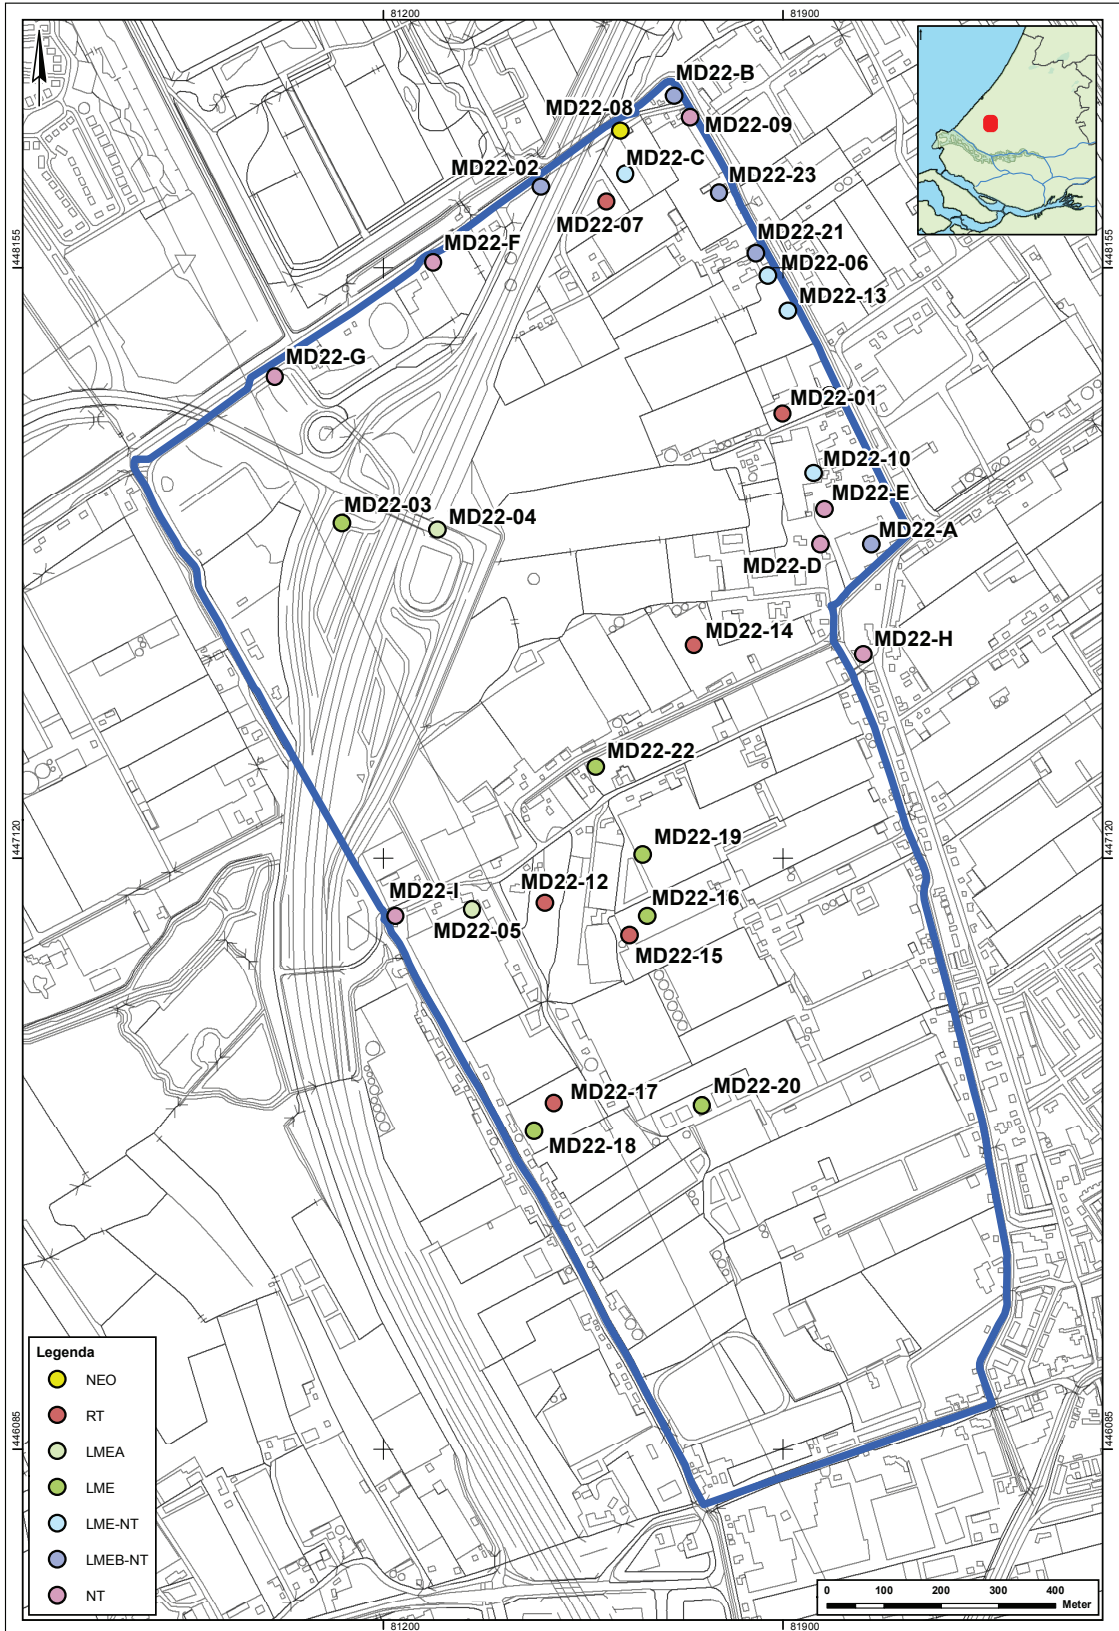 81200
81900
MD22-B
MD22-08
MD22-09
MD22-C
MD22-02
MD22-23
MD22-07
MD22-21
MD22-F
MD22-06
448155
448155
MD22-13
MD22-G
MD22-01
MD22-10
MD22-E
MD22-03
MD22-04
MD22-A
MD22-D
MD22-14
MD22-H
MD22-22
MD22-19
447120
447120
MD22-I
MD22-12
MD22-16
MD22-05
MD22-15
MD22-17
MD22-20
MD22-18
Legenda
NEO
RT
LMEA
LME
LME-NT
LMEB-NT
NT
446085
446085
0 100 200 300 400
Meter
81200
81900